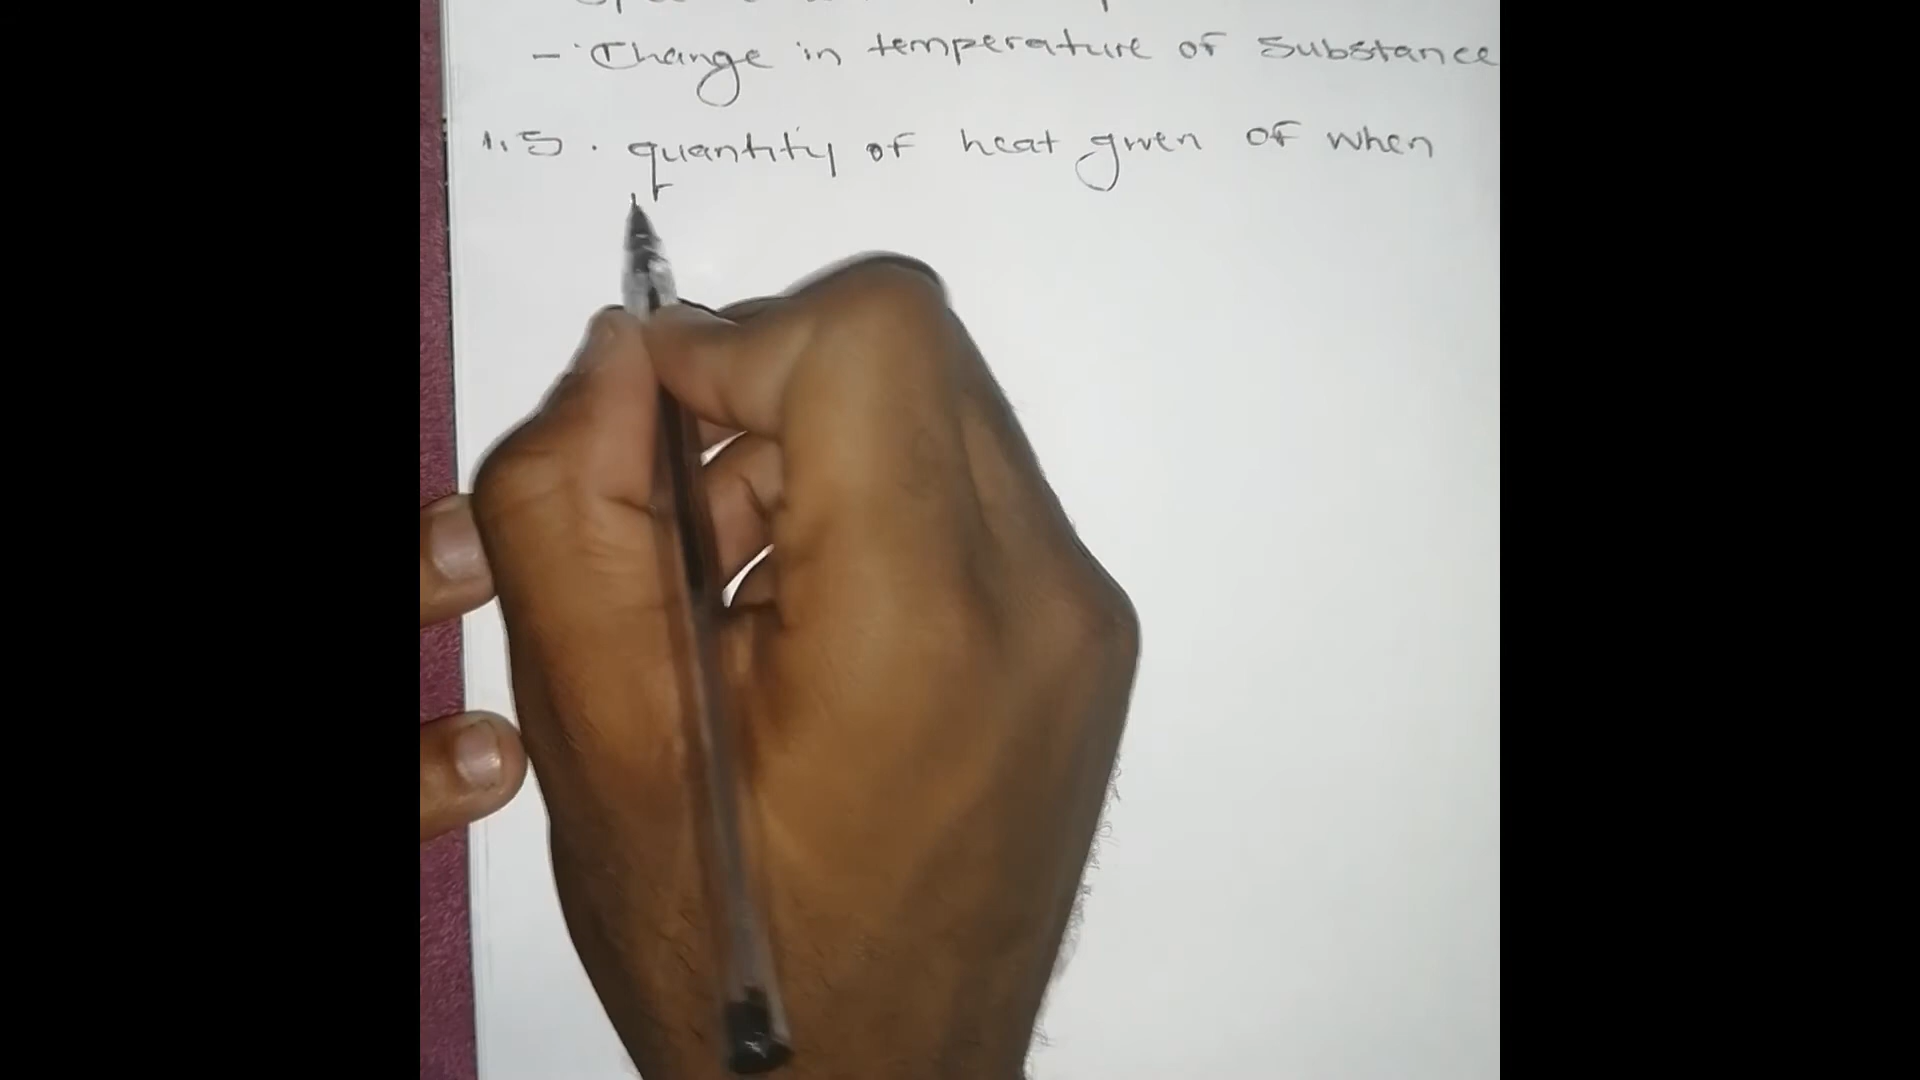 - Change in temperature of substance
1.5. quantity of heat given of when